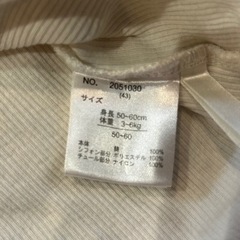 NO. 2051030
(43)
サイズ
身長 50~60cm
体重 3~6kg
50-60
本体 綿 100%
シフォン部分 ポリエステル 100%
チュール部分 ナイロン 100%